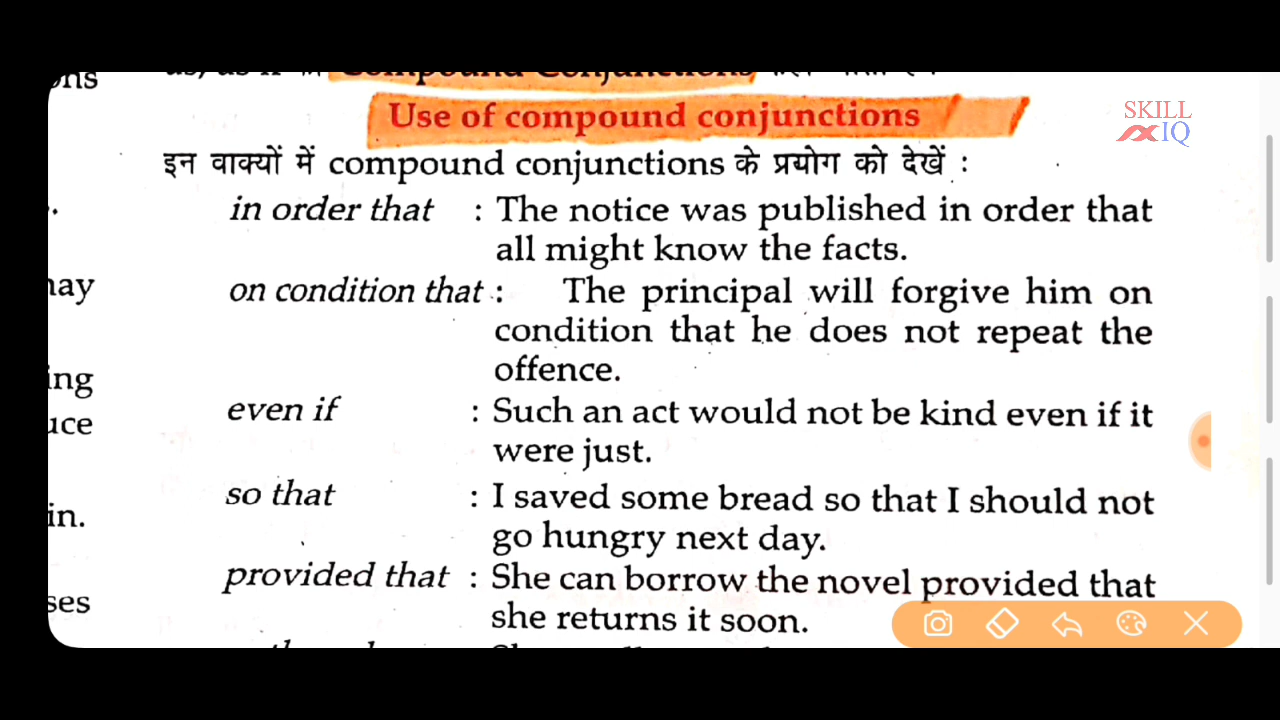 ons
Compound Conjunctions
Use of compound conjunctions
SKILL
IQ
इन वाक्यों में compound conjunctions के प्रयोग को देखें :
in order that : The notice was published in order that
all might know the facts.
may
on condition that : The principal will forgive him on
condition that he does not repeat the
offence.
ing
even if : Such an act would not be kind even if it
uce
were just.
so that : I saved some bread so that I should not
in.
go hungry next day.
provided that : She can borrow the novel provided that
ses
she returns it soon.